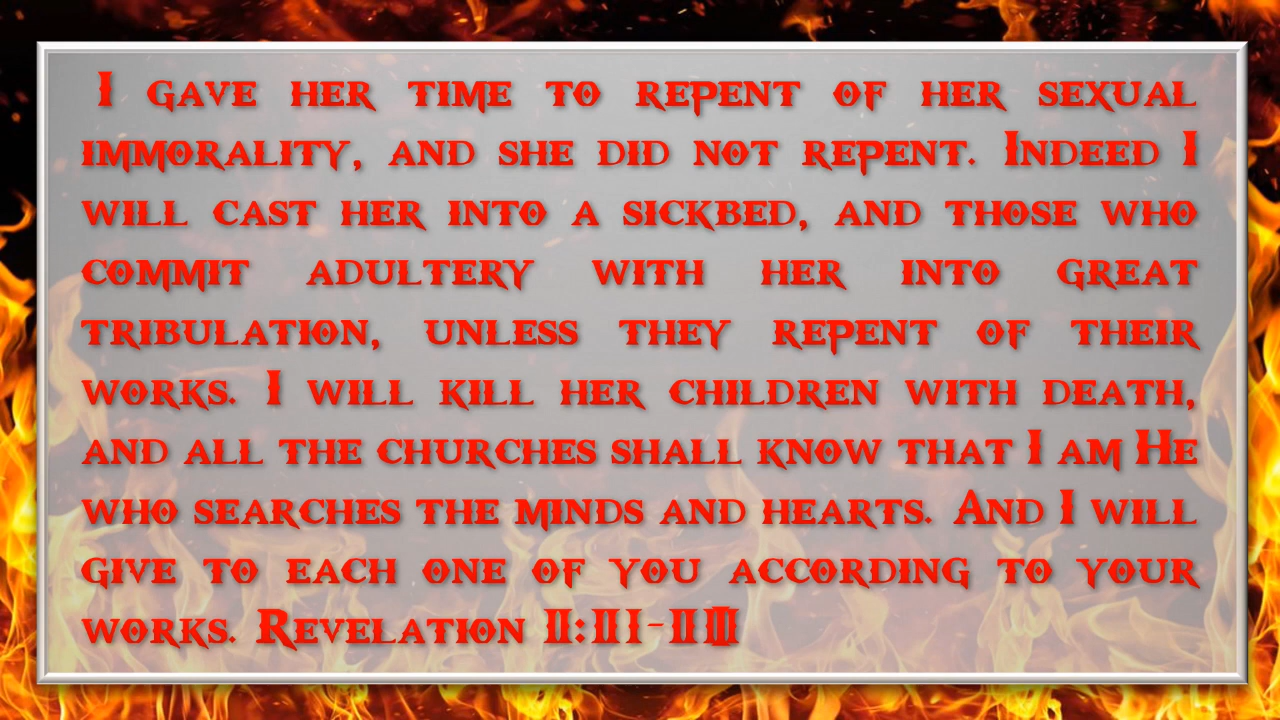 I gave her time to repent of her sexual
immorality, and she did not repent. Indeed I
will cast her into a sickbed, and those who
commit adultery with her into great
tribulation, unless they repent of their
works. I will kill her children with death,
and all the churches shall know that I am He
who searches the minds and hearts. And I will
give to each one of you according to your
works. Revelation II:III-IIIII